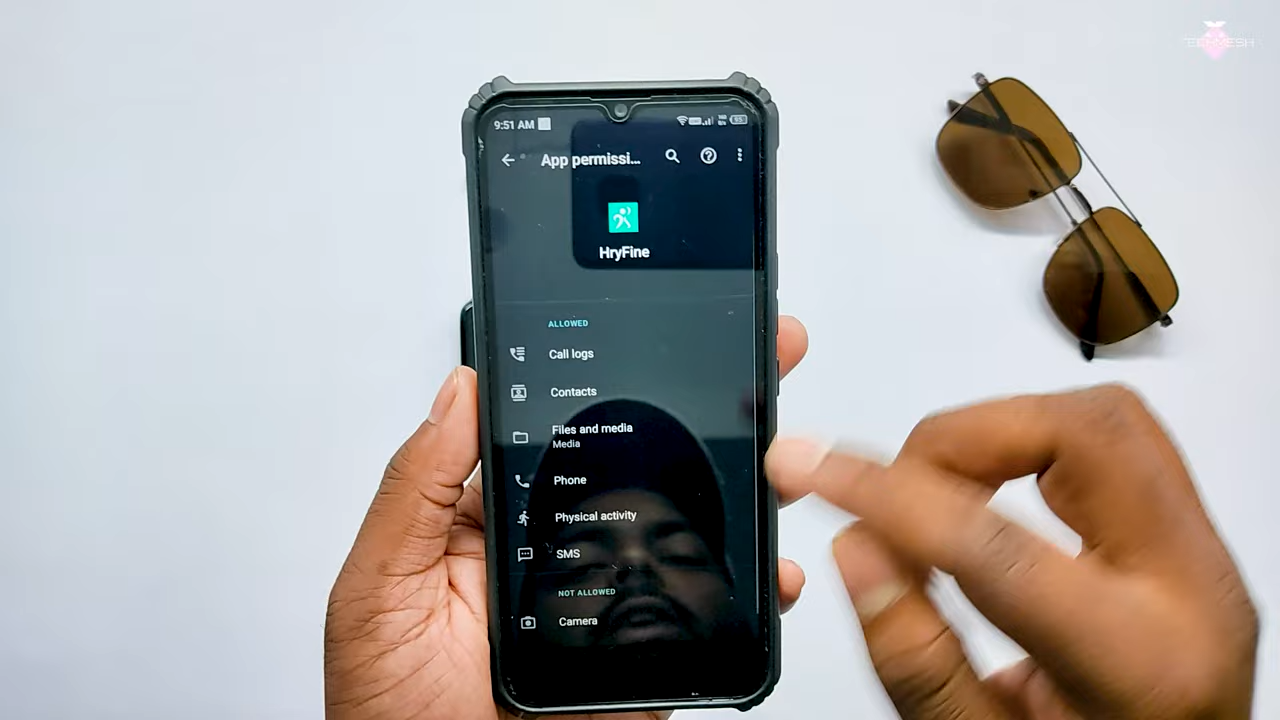 TECHMESH
9:51 AM
App permissi...
HryFine
ALLOWED
Call logs
Contacts
Files and media
Media
Phone
Physical activity
SMS
NOT ALLOWED
Camera